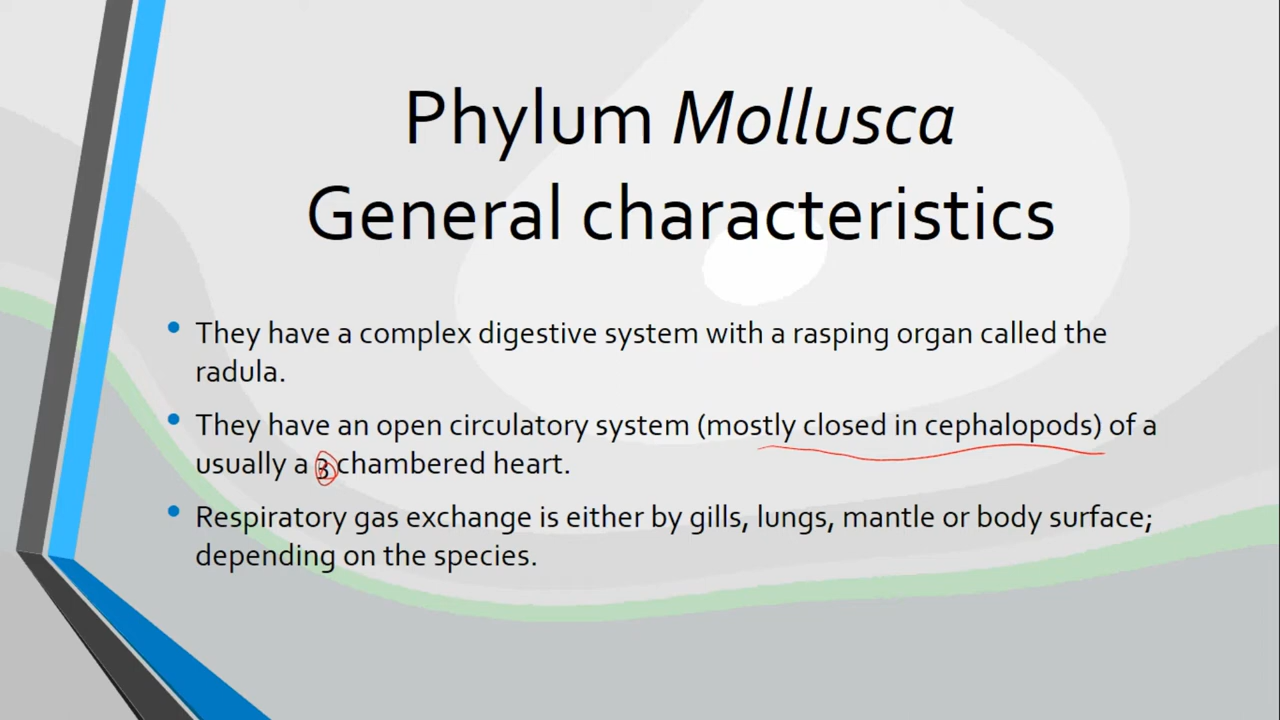 Phylum Mollusca
General characteristics
• They have a complex digestive system with a rasping organ called the
radula.
• They have an open circulatory system (mostly closed in cephalopods) of a
usually a 3 chambered heart.
• Respiratory gas exchange is either by gills, lungs, mantle or body surface;
depending on the species.